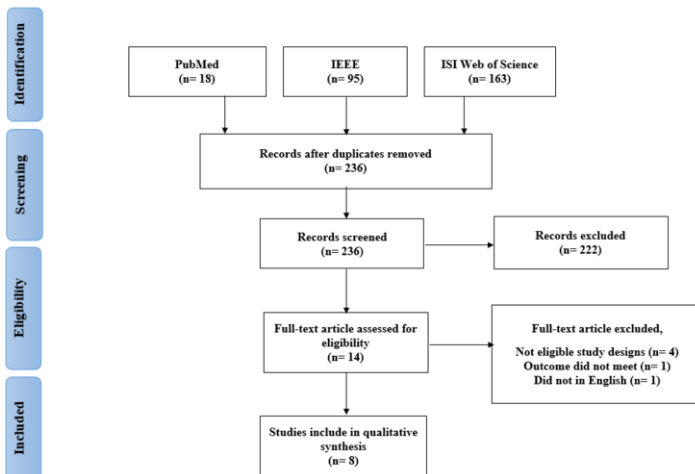 Identification
PubMed
(n= 18)
IEEE
(n= 95)
ISI Web of Science
(n= 163)
Screening
Records after duplicates removed
(n= 236)
Records screened
(n= 236)
Records excluded
(n= 222)
Eligibility
Full-text article assessed for
eligibility
(n= 14)
Full-text article excluded,
Not eligible study designs (n= 4)
Outcome did not meet (n= 1)
Did not in English (n= 1)
Included
Studies include in qualitative
synthesis
(n= 8)